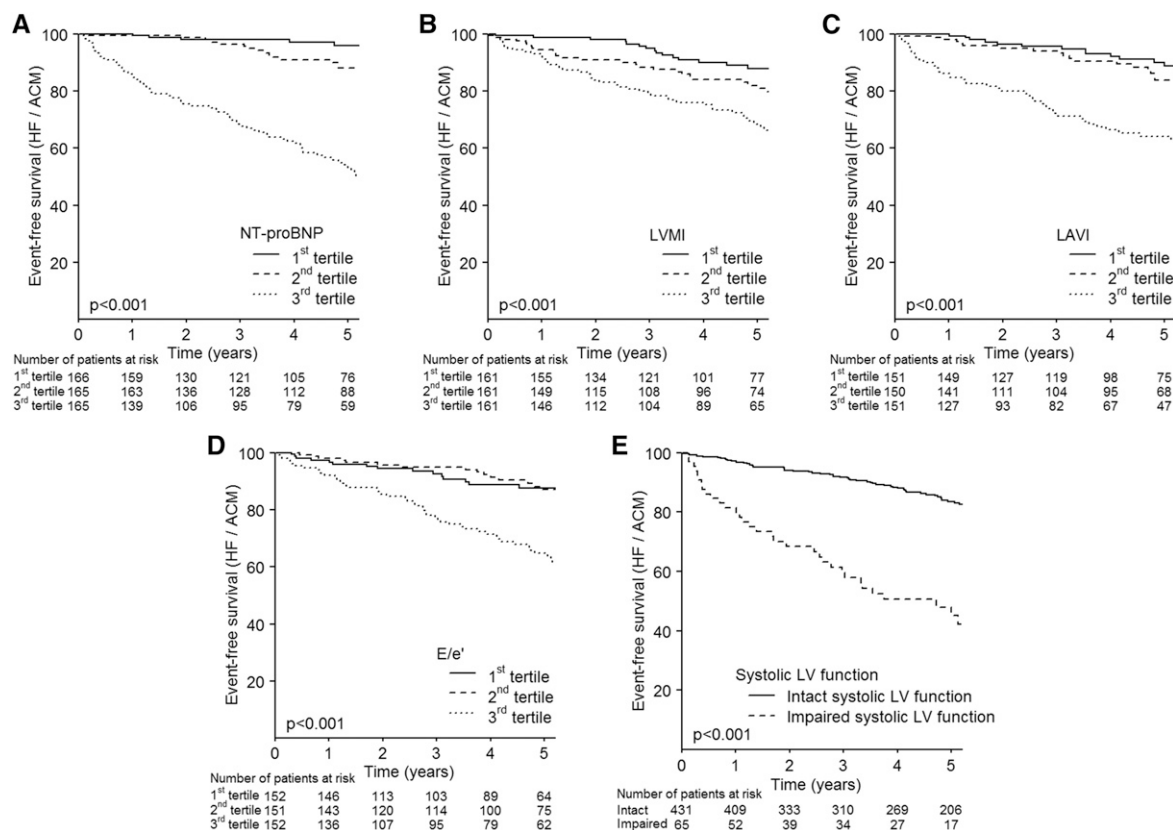 A
Event-free survival (HF / ACM)
100
80
60
40
20
NT-proBNP
1st tertile
2nd tertile
3rd tertile
p<0.001
0 1 2 3 4 5
Time (years)
Number of patients at risk
1st tertile 166 159 130 121 105 76
2nd tertile 165 163 136 128 112 88
3rd tertile 165 139 106 95 79 59
B
Event-free survival (HF / ACM)
100
80
60
40
20
LVMI
1st tertile
2nd tertile
3rd tertile
p<0.001
0 1 2 3 4 5
Time (years)
Number of patients at risk
1st tertile 161 155 134 121 101 77
2nd tertile 161 149 115 108 96 74
3rd tertile 161 146 112 104 89 65
C
Event-free survival (HF / ACM)
100
80
60
40
20
LAVI
1st tertile
2nd tertile
3rd tertile
p<0.001
0 1 2 3 4 5
Time (years)
Number of patients at risk
1st tertile 151 149 127 119 98 75
2nd tertile 150 141 111 104 95 68
3rd tertile 151 127 93 82 67 47
D
Event-free survival (HF / ACM)
100
80
60
40
20
E/e'
1st tertile
2nd tertile
3rd tertile
p<0.001
0 1 2 3 4 5
Time (years)
Number of patients at risk
1st tertile 152 146 113 103 89 64
2nd tertile 151 143 120 114 100 75
3rd tertile 152 136 107 95 79 62
E
Event-free survival (HF / ACM)
100
80
60
40
20
Systolic LV function
Intact systolic LV function
Impaired systolic LV function
p<0.001
0 1 2 3 4 5
Time (years)
Number of patients at risk
Intact 431 409 333 310 269 206
Impaired 65 52 39 34 27 17